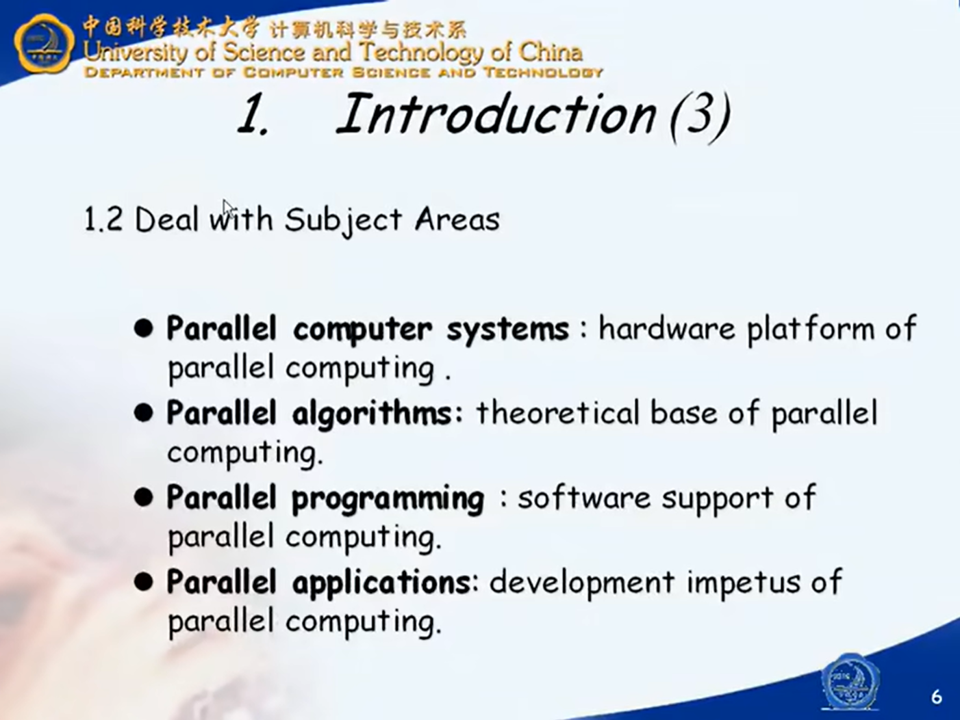 中国科学技术大学 计算机科学与技术系
University of Science and Technology of China
DEPARTMENT OF COMPUTER SCIENCE AND TECHNOLOGY
1. Introduction (3)
1.2 Deal with Subject Areas
● Parallel computer systems : hardware platform of
parallel computing .
● Parallel algorithms: theoretical base of parallel
computing.
● Parallel programming : software support of
parallel computing.
● Parallel applications: development impetus of
parallel computing.
6